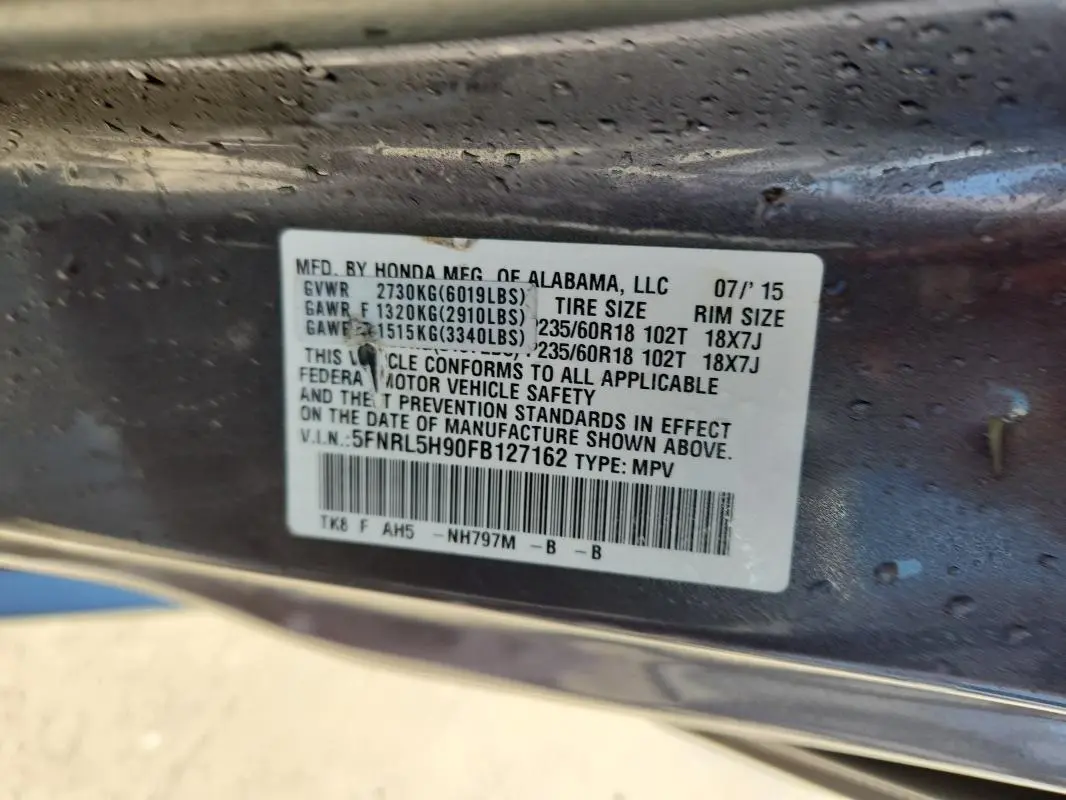 MFD. BY HONDA MFG. OF ALABAMA, LLC 07/' 15
GVWR 2730KG(6019LBS) TIRE SIZE RIM SIZE
GAWR F 1320KG(2910LBS) P235/60R18 102T 18X7J
GAWR 1515KG(3340LBS) P235/60R18 102T 18X7J
THIS VEHICLE CONFORMS TO ALL APPLICABLE
FEDERAL MOTOR VEHICLE SAFETY
AND THEFT PREVENTION STANDARDS IN EFFECT
ON THE DATE OF MANUFACTURE SHOWN ABOVE.
V.I.N.:5FNRL5H90FB127162 TYPE: MPV
TK8 F AH5 -NH797M -B -B